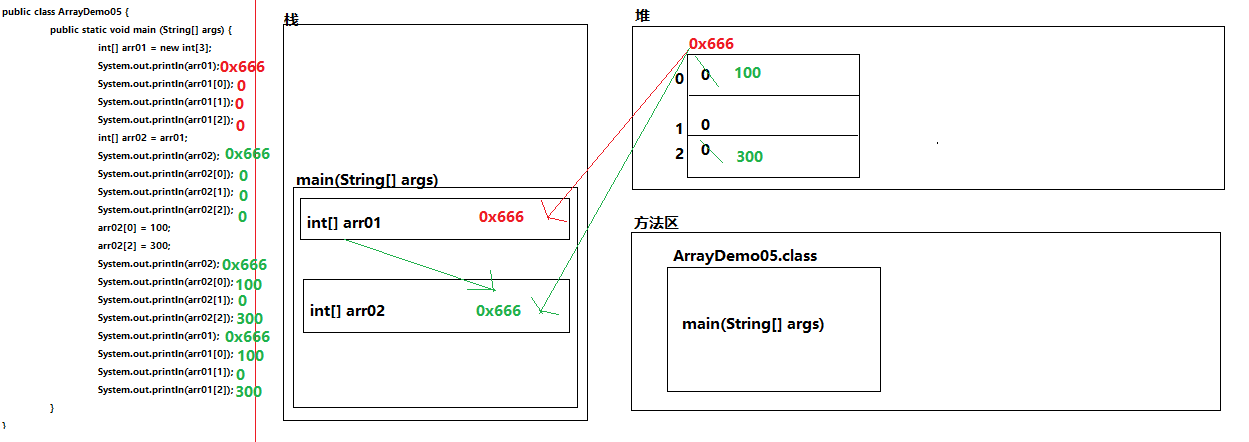 public class ArrayDemo05 {
public static void main (String[] args) {
int[] arr01 = new int[3];
System.out.println(arr01); 0x666
System.out.println(arr01[0]); 0
System.out.println(arr01[1]); 0
System.out.println(arr01[2]); 0
int[] arr02 = arr01;
System.out.println(arr02); 0x666
System.out.println(arr02[0]); 0
System.out.println(arr02[1]); 0
System.out.println(arr02[2]); 0
arr02[0] = 100;
arr02[2] = 300;
System.out.println(arr02); 0x666
System.out.println(arr02[0]); 100
System.out.println(arr02[1]); 0
System.out.println(arr02[2]); 300
System.out.println(arr01); 0x666
System.out.println(arr01[0]); 100
System.out.println(arr01[1]); 0
System.out.println(arr01[2]); 300
}
}
栈
main(String[] args)
int[] arr01 0x666
int[] arr02 0x666
堆
0x666
0 0 100
1 0
2 0 300
方法区
ArrayDemo05.class
main(String[] args)